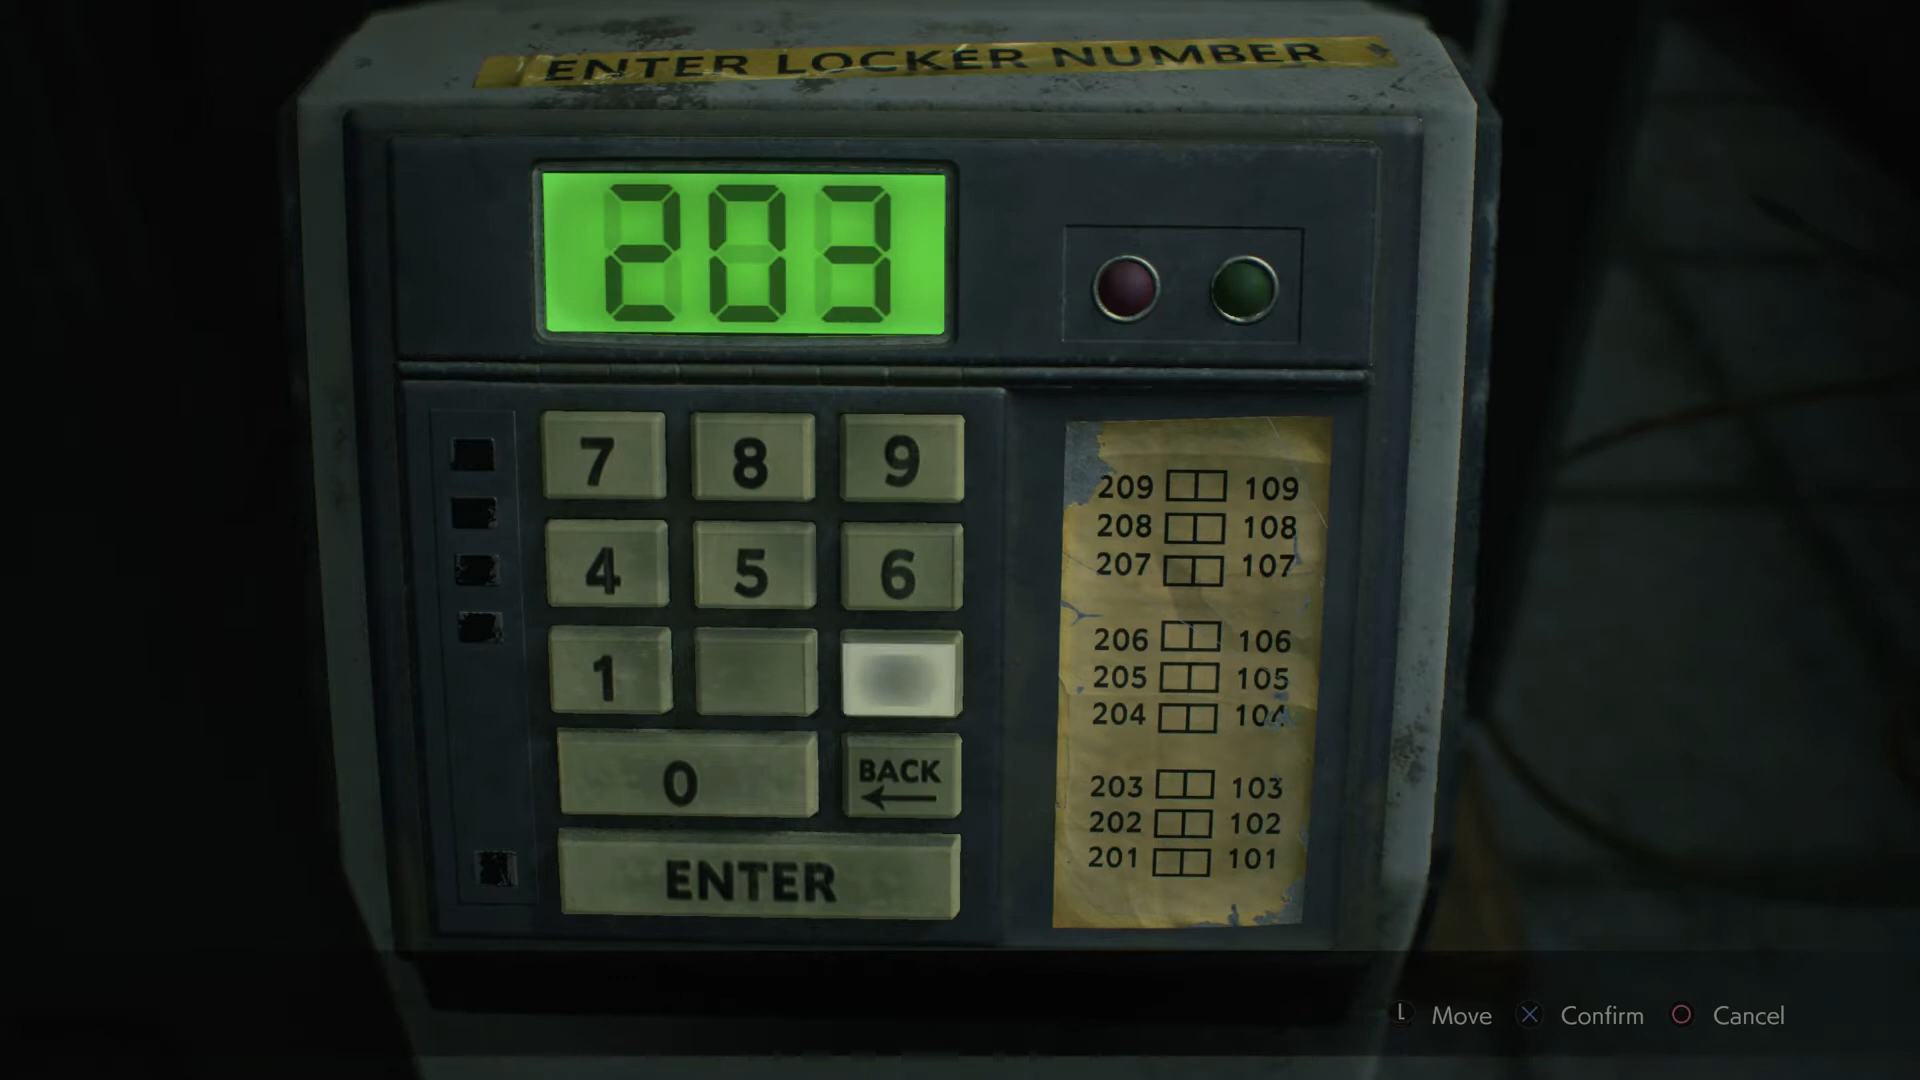 ENTER LOCKER NUMBER
203
7 8 9
4 5 6
1
0 BACK
ENTER
209 109
208 108
207 107
206 106
205 105
204 104
203 103
202 102
201 101
L Move Confirm Cancel